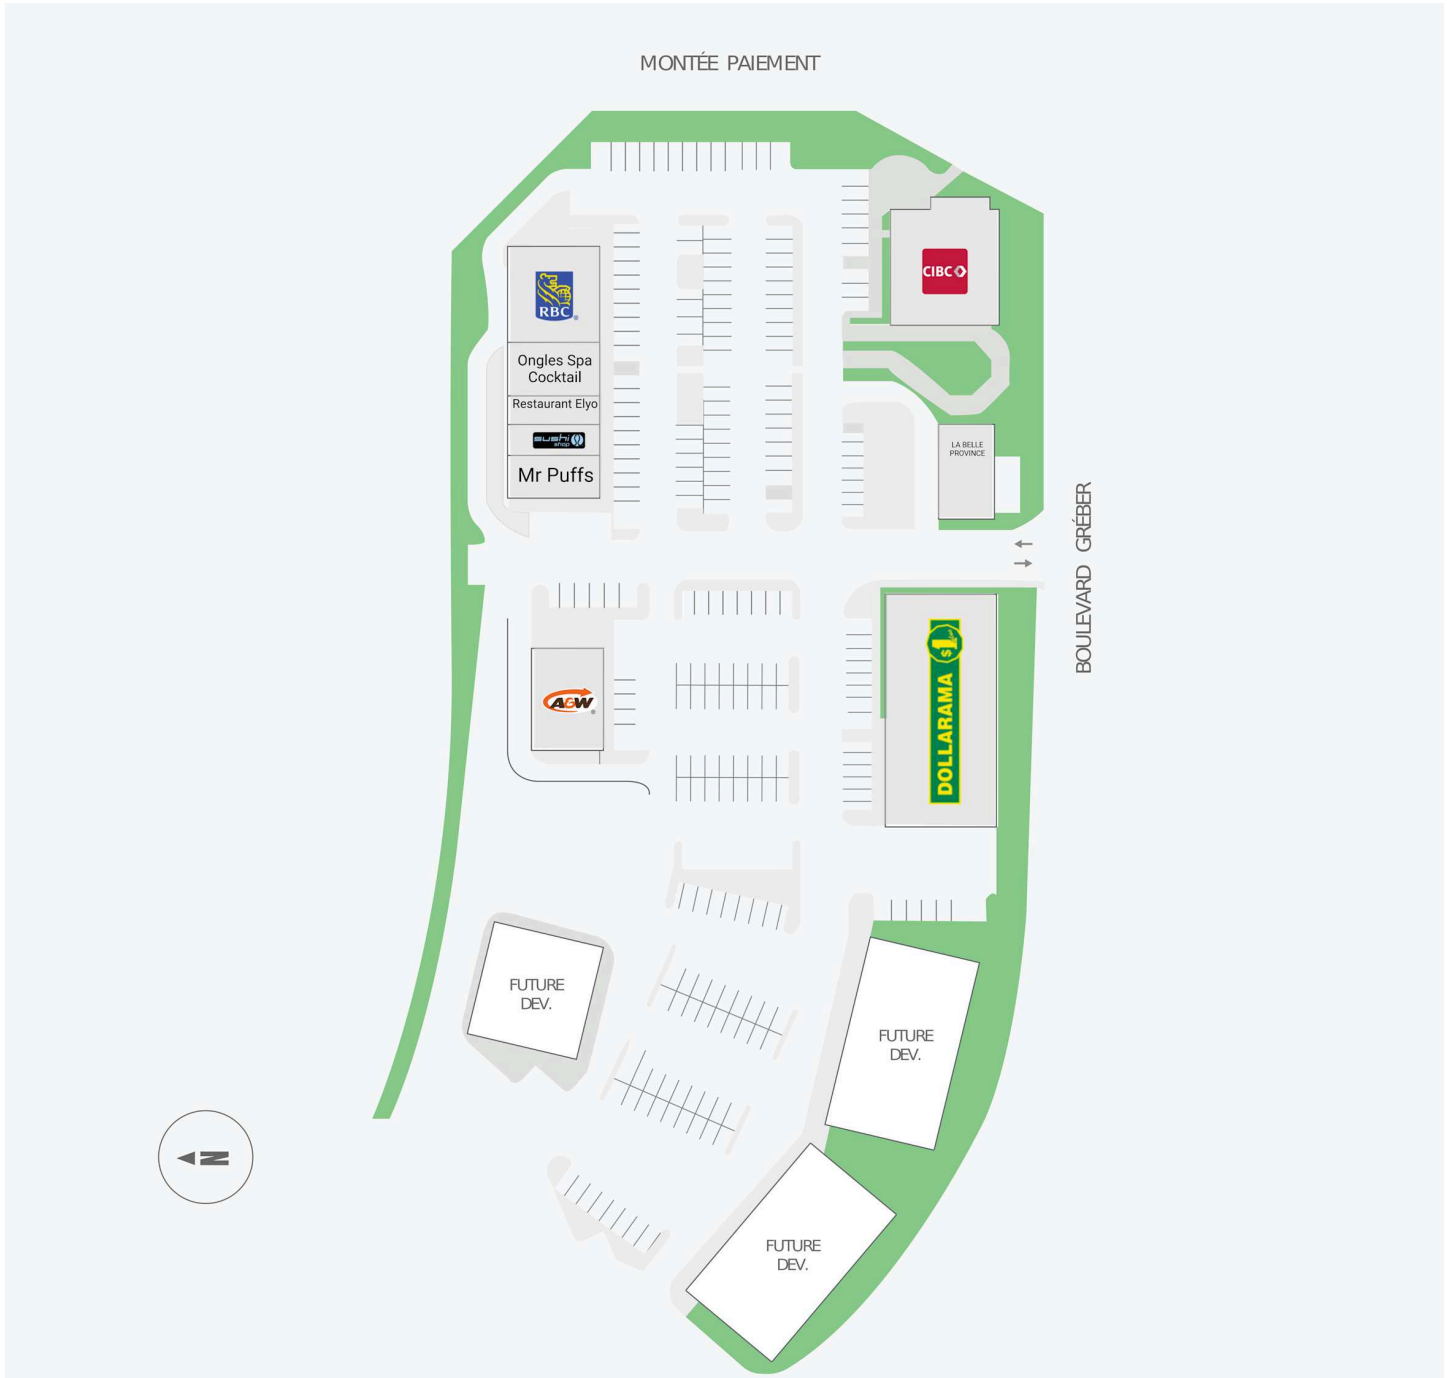 MONTÉE PAIEMENT
CIBC
RBC
Ongles Spa
Cocktail
Restaurant Elyo
sushi
shop
Mr Puffs
LA BELLE
PROVINCE
BOULEVARD GRÉBER
A&W
DOLLARAMA $1
FUTURE
DEV.
FUTURE
DEV.
FUTURE
DEV.
N